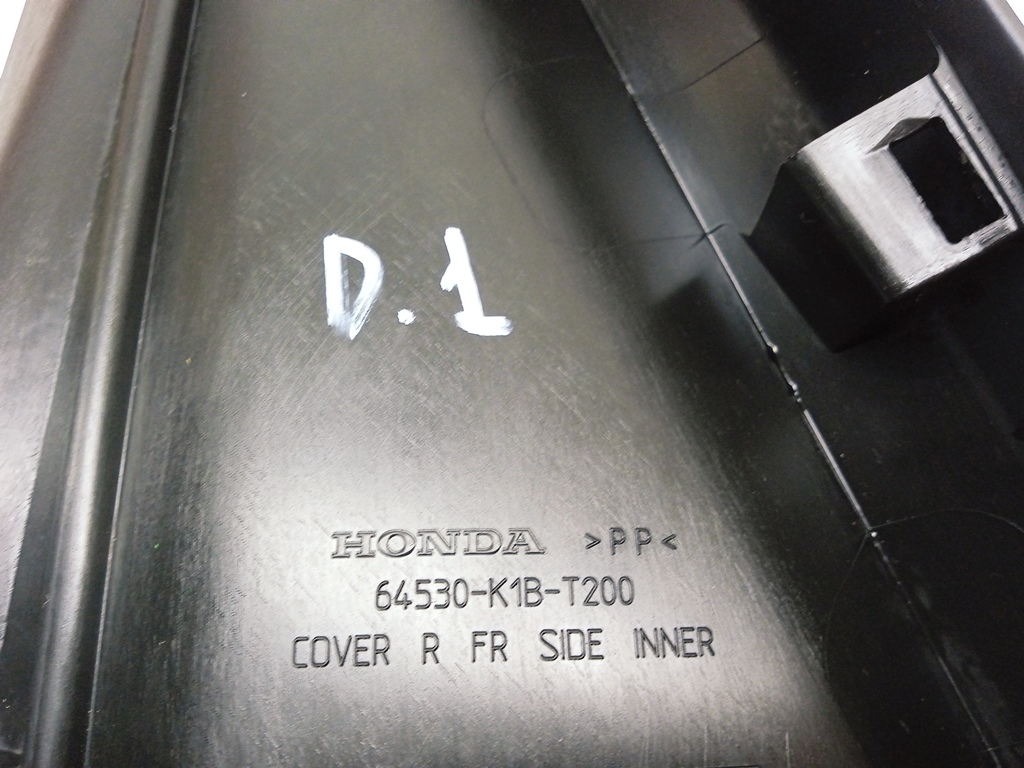 D.1
HONDA >PP<
64530-K1B-T200
COVER R FR SIDE INNER